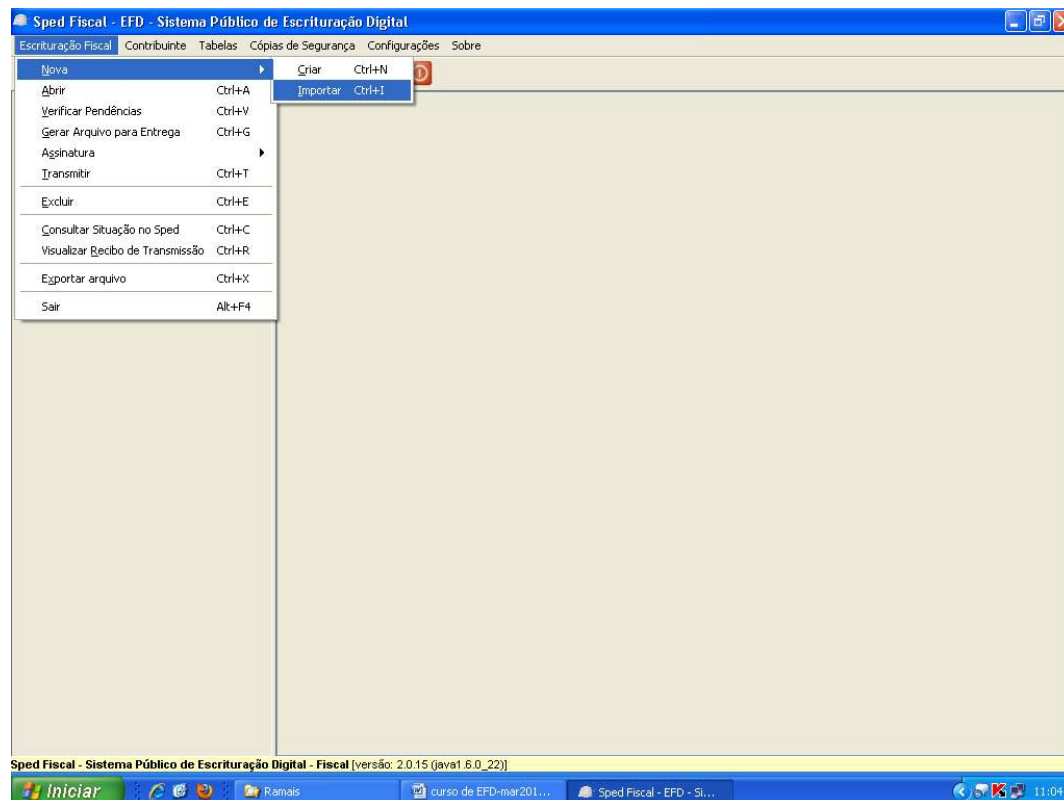 Sped Fiscal - EFD - Sistema Público de Escrituração Digital
Escrituração Fiscal Contribuinte Tabelas Cópias de Segurança Configurações Sobre
Nova
Criar Ctrl+N
Abrir Ctrl+A
Importar Ctrl+I
Verificar Pendências Ctrl+V
Gerar Arquivo para Entrega Ctrl+G
Assinatura
Transmitir Ctrl+T
Excluir Ctrl+E
Consultar Situação no Sped Ctrl+C
Visualizar Recibo de Transmissão Ctrl+R
Exportar arquivo Ctrl+X
Sair Alt+F4
Sped Fiscal - Sistema Público de Escrituração Digital - Fiscal [versão: 2.0.15 (java1.6.0_22)]
Iniciar Ramais curso de EFD-mar201... Sped Fiscal - EFD - Si... 11:04